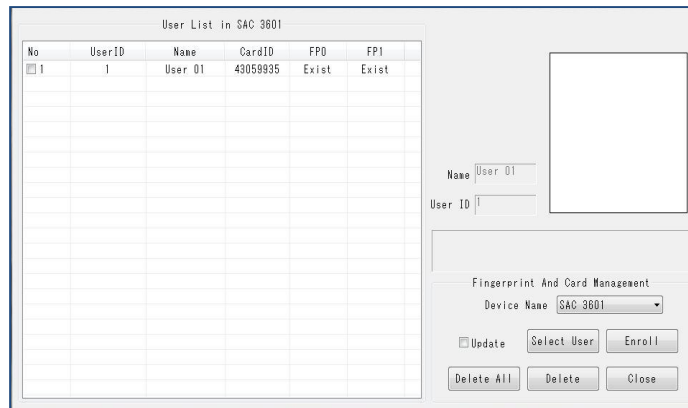 User List in SAC 3601
No UserID Name CardID FP0 FP1
1 1 User 01 43059935 Exist Exist
Name User 01
User ID 1
Fingerprint And Card Management
Device Name SAC 3601
Update Select User Enroll
Delete All Delete Close